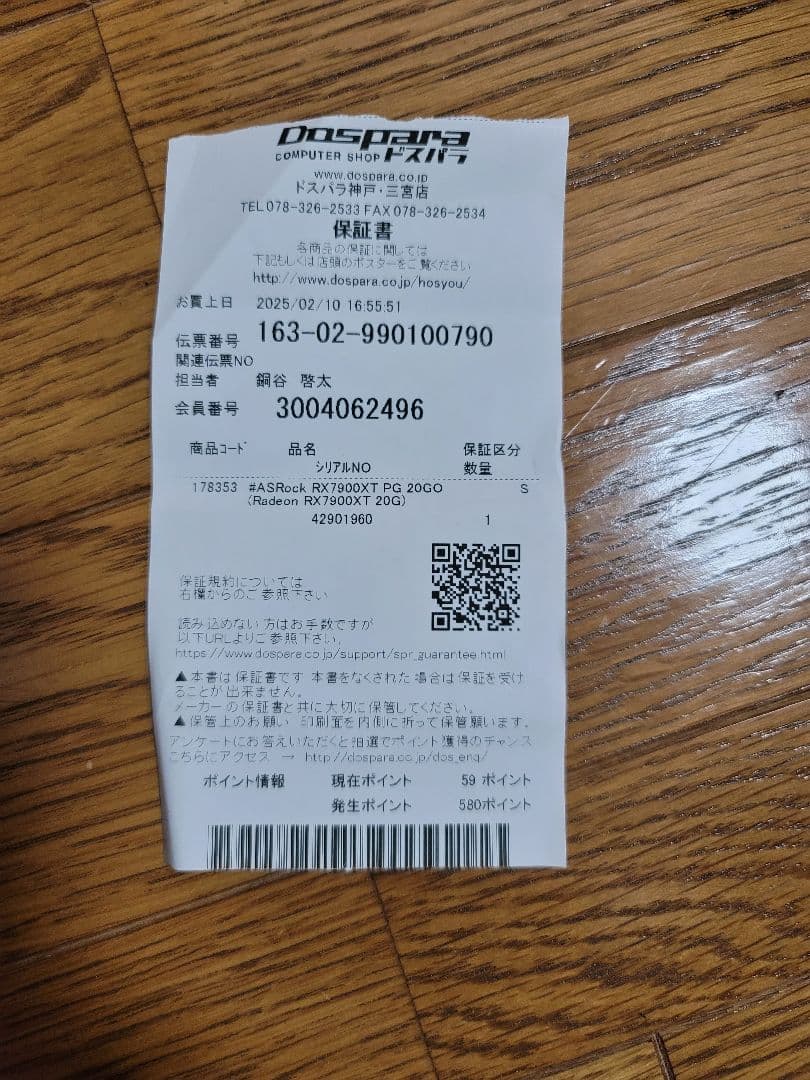 Dospara
COMPUTER SHOP ドスパラ
www.dospara.co.jp
ドスパラ神戸・三宮店
TEL078-326-2533 FAX078-326-2534
保証書
各商品の保証に関しては
下記もしくは店頭のポスターをご覧ください
http://www.dospara.co.jp/hosyou/
お買上日 2025/02/10 16:55:51
伝票番号 163-02-990100790
関連伝票NO
担当者 銅谷 啓太
会員番号 3004062496
商品コード 品名 保証区分
シリアルNO 数量
178353 #ASRock RX7900XT PG 20GO S
(Radeon RX7900XT 20G)
42901960 1
保証規約については
右欄からのご参照下さい
読み込めない方はお手数ですが
以下URLよりご参照下さい。
https://www.dospara.co.jp/support/spr_guarantee.html
▲本書は保証書です 本書をなくされた場合は保証を受け
ることが出来ません。
メーカーの保証書と共に大切に保管してください。
▲保管上のお願い 印刷面を内側に折って保管願います。
アンケートにお答えいただくと抽選でポイント獲得のチャンス
こちらにアクセス → http://dospara.co.jp/dos_enq/
ポイント情報 現在ポイント 59 ポイント
発生ポイント 580ポイント